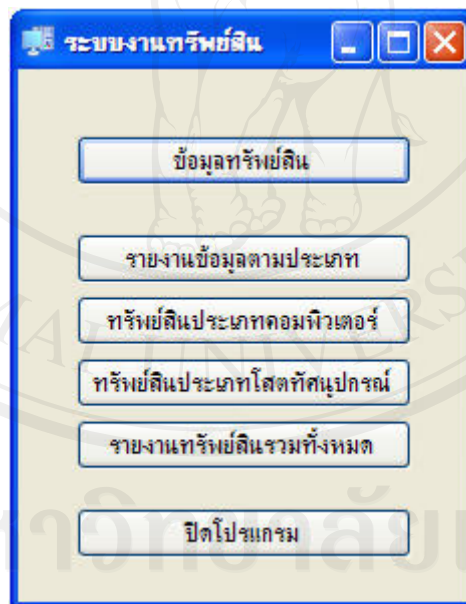 ระบบงานทรัพย์สิน
ข้อมูลทรัพย์สิน
รายงานข้อมูลตามประเภท
ทรัพย์สินประเภทคอมพิวเตอร์
ทรัพย์สินประเภทโสตทัศนูปกรณ์
รายงานทรัพย์สินรวมทั้งหมด
ปิดโปรแกรม